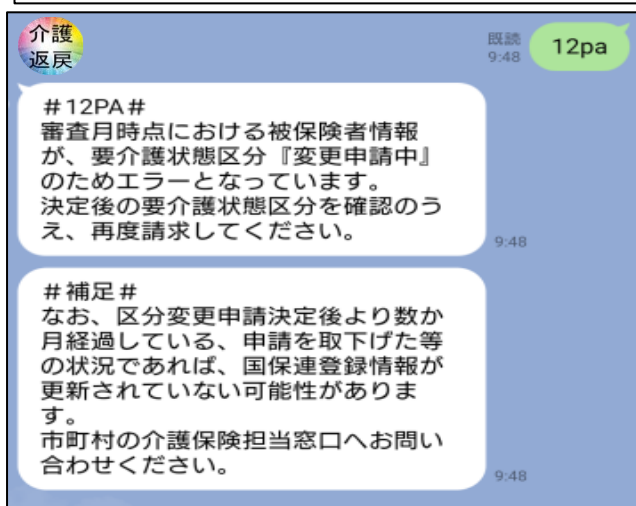 介護
返戻
既読
9:48
12pa
#12PA#
審査月時点における被保険者情報
が、要介護状態区分『変更申請中』
のためエラーとなっています。
決定後の要介護状態区分を確認のう
え、再度請求してください。
9:48
#補足#
なお、区分変更申請決定後より数か
月経過している、申請を取下げた等
の状況であれば、国保連登録情報が
更新されていない可能性がありま
す。
市町村の介護保険担当窓口へお問い
合わせください。
9:48